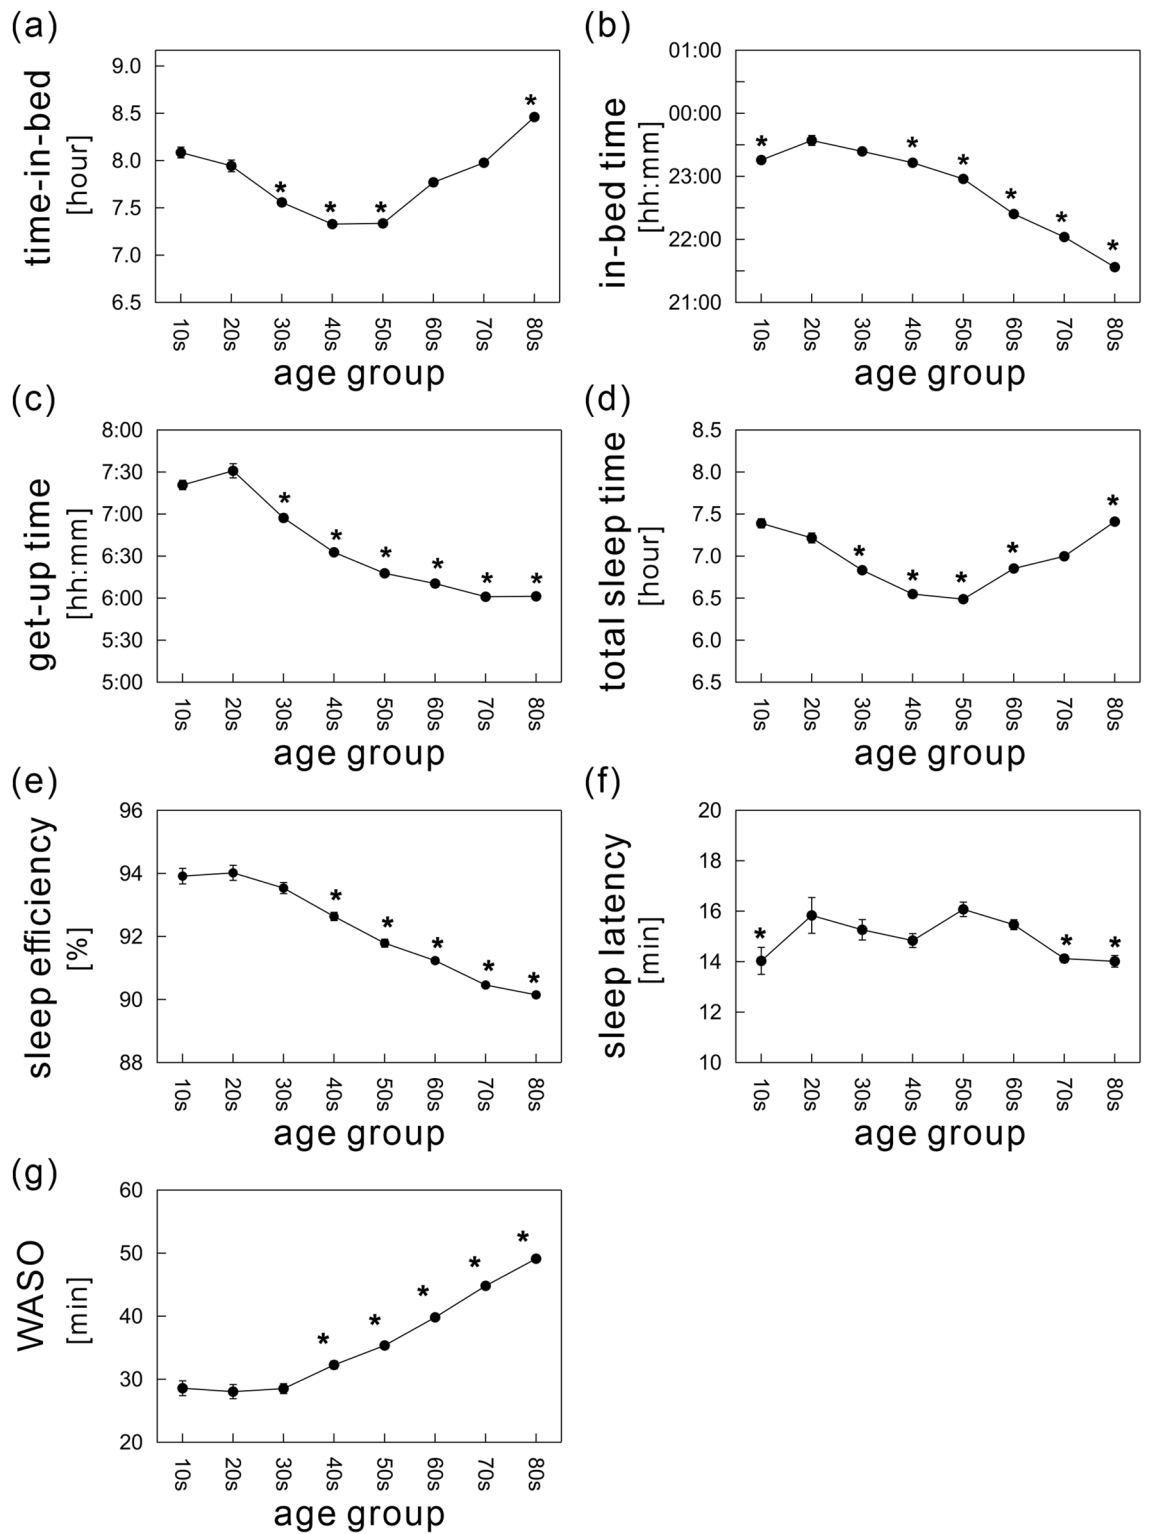 (a)
time-in-bed
[hour]
9.0
8.5
8.0
7.5
7.0
6.5
*
*
*
*
10s 20s 30s 40s 50s 60s 70s 80s
age group
(b)
in-bed time
[hh:mm]
01:00
00:00
23:00
22:00
21:00
*
*
*
*
*
*
10s 20s 30s 40s 50s 60s 70s 80s
age group
(c)
get-up time
[hh:mm]
8:00
7:30
7:00
6:30
6:00
5:30
5:00
*
*
*
*
*
*
10s 20s 30s 40s 50s 60s 70s 80s
age group
(d)
total sleep time
[hour]
8.5
8.0
7.5
7.0
6.5
6.0
6.5
*
*
*
*
*
10s 20s 30s 40s 50s 60s 70s 80s
age group
(e)
sleep efficiency
[%]
96
94
92
90
88
*
*
*
*
*
10s 20s 30s 40s 50s 60s 70s 80s
age group
(f)
sleep latency
[min]
20
18
16
14
12
10
*
*
*
10s 20s 30s 40s 50s 60s 70s 80s
age group
(g)
WASO
[min]
60
50
40
30
20
*
*
*
*
*
10s 20s 30s 40s 50s 60s 70s 80s
age group